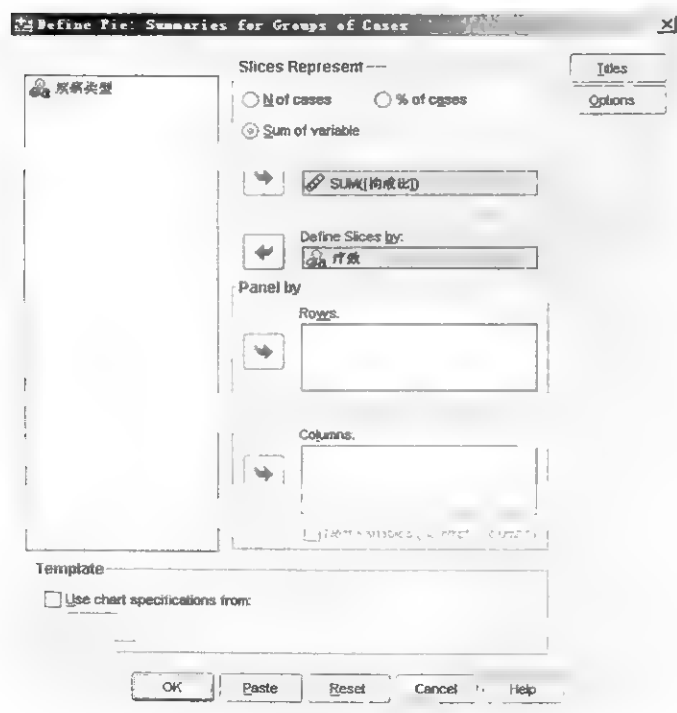 Define Pie: Summaries for Groups of Cases
疾病类型
Slices Represent
N of cases
% of cases
Sum of variable
SUM([构成比])
Define Slices by:
疗效
Panel by
Rows:
Columns:
Titles
Options
Template
Use chart specifications from:
OK
Paste
Reset
Cancel
Help